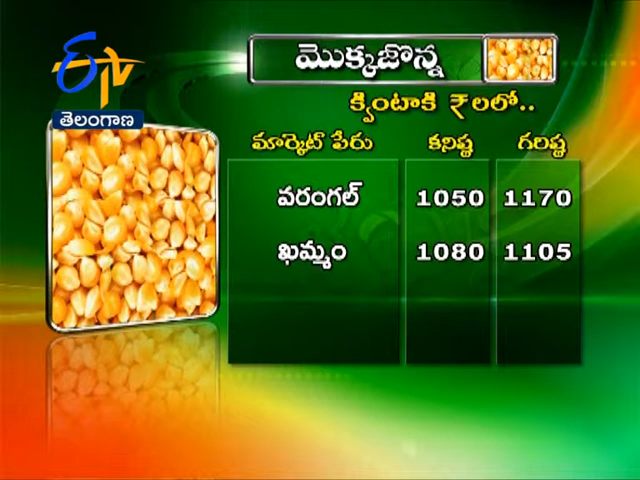 ETV
తెలంగాణ
మొక్కజొన్న
క్వింటాకి ₹లలో..
మార్కెట్ పేరు కనిష్ఠ గరిష్ఠ
వరంగల్ 1050 1170
ఖమ్మం 1080 1105